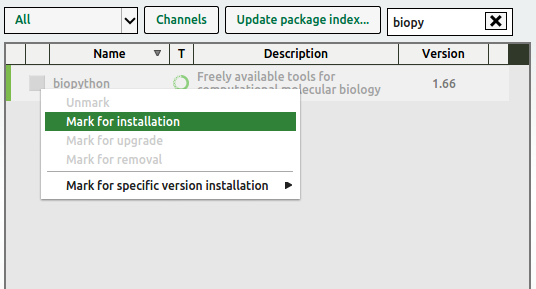 All
Channels
Update package index...
biopy
Name
T
Description
Version
biopython
Freely available tools for
computational molecular biology
1.66
Unmark
Mark for installation
Mark for upgrade
Mark for removal
Mark for specific version installation